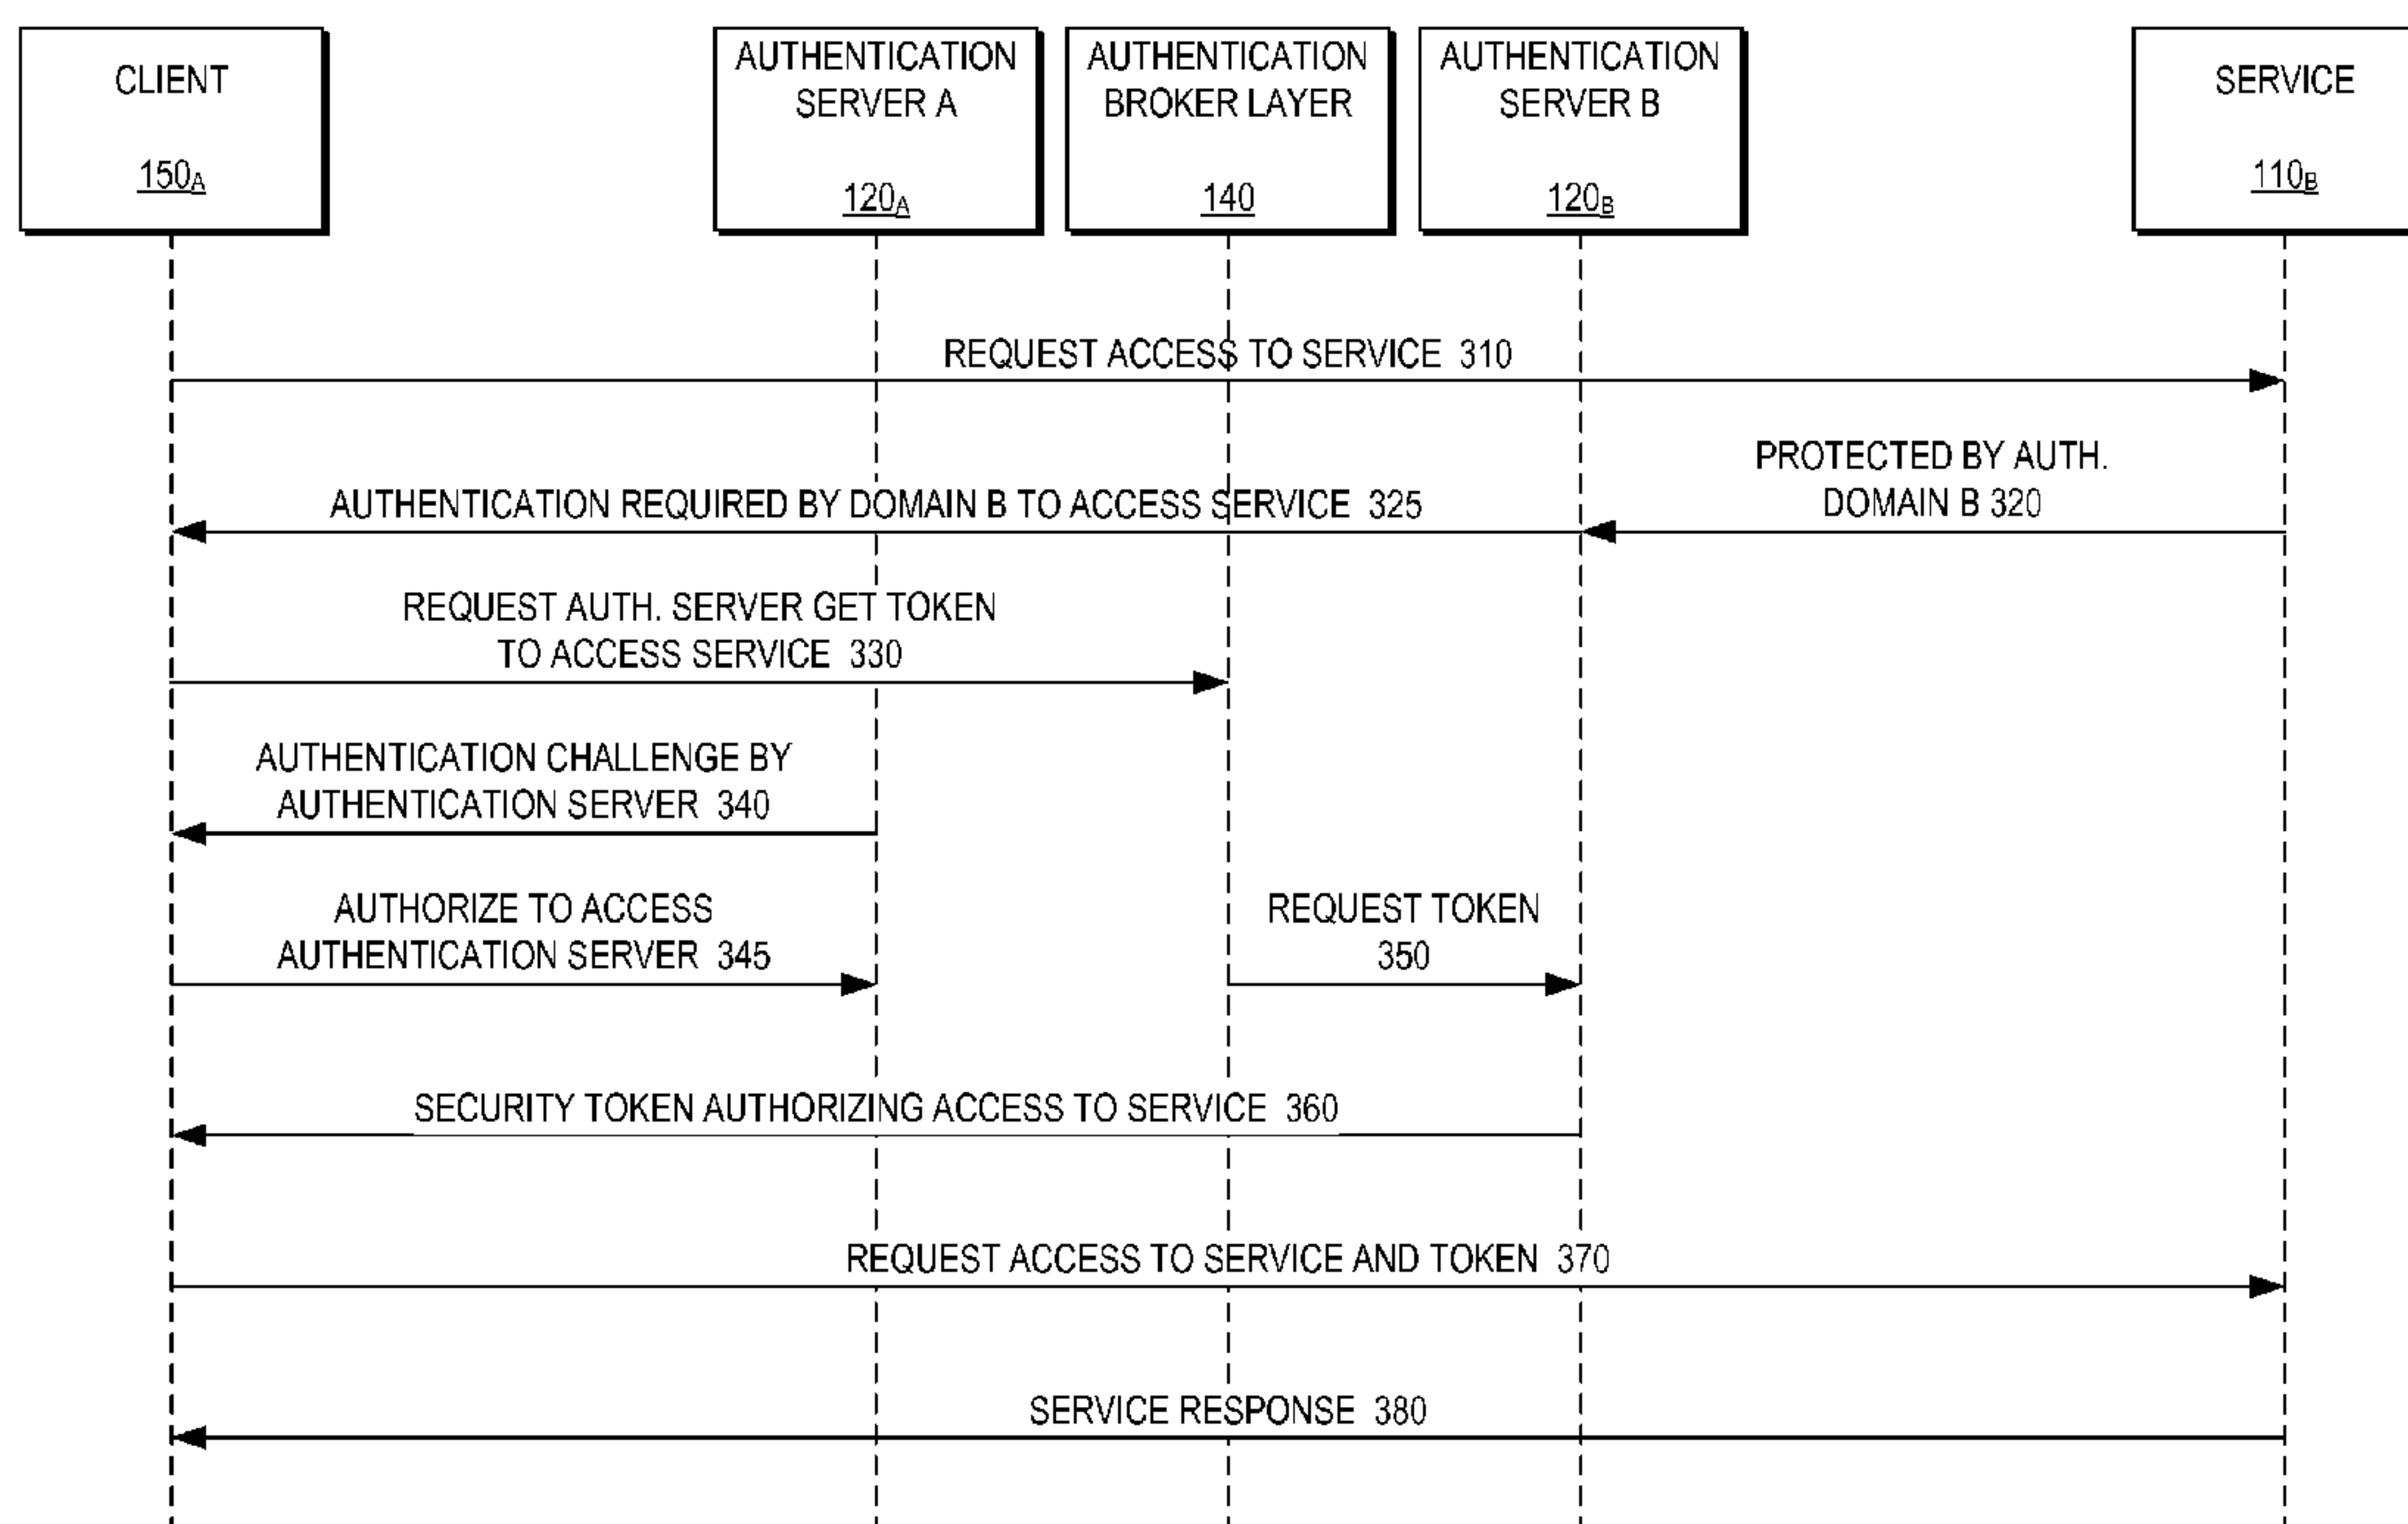 CLIENT
150A
AUTHENTICATION
SERVER A
120A
AUTHENTICATION
BROKER LAYER
140
AUTHENTICATION
SERVER B
120B
SERVICE
110B
REQUEST ACCESS TO SERVICE 310
PROTECTED BY AUTH.
DOMAIN B 320
AUTHENTICATION REQUIRED BY DOMAIN B TO ACCESS SERVICE 325
REQUEST AUTH. SERVER GET TOKEN
TO ACCESS SERVICE 330
AUTHENTICATION CHALLENGE BY
AUTHENTICATION SERVER 340
AUTHORIZE TO ACCESS
AUTHENTICATION SERVER 345
REQUEST TOKEN
350
SECURITY TOKEN AUTHORIZING ACCESS TO SERVICE 360
REQUEST ACCESS TO SERVICE AND TOKEN 370
SERVICE RESPONSE 380